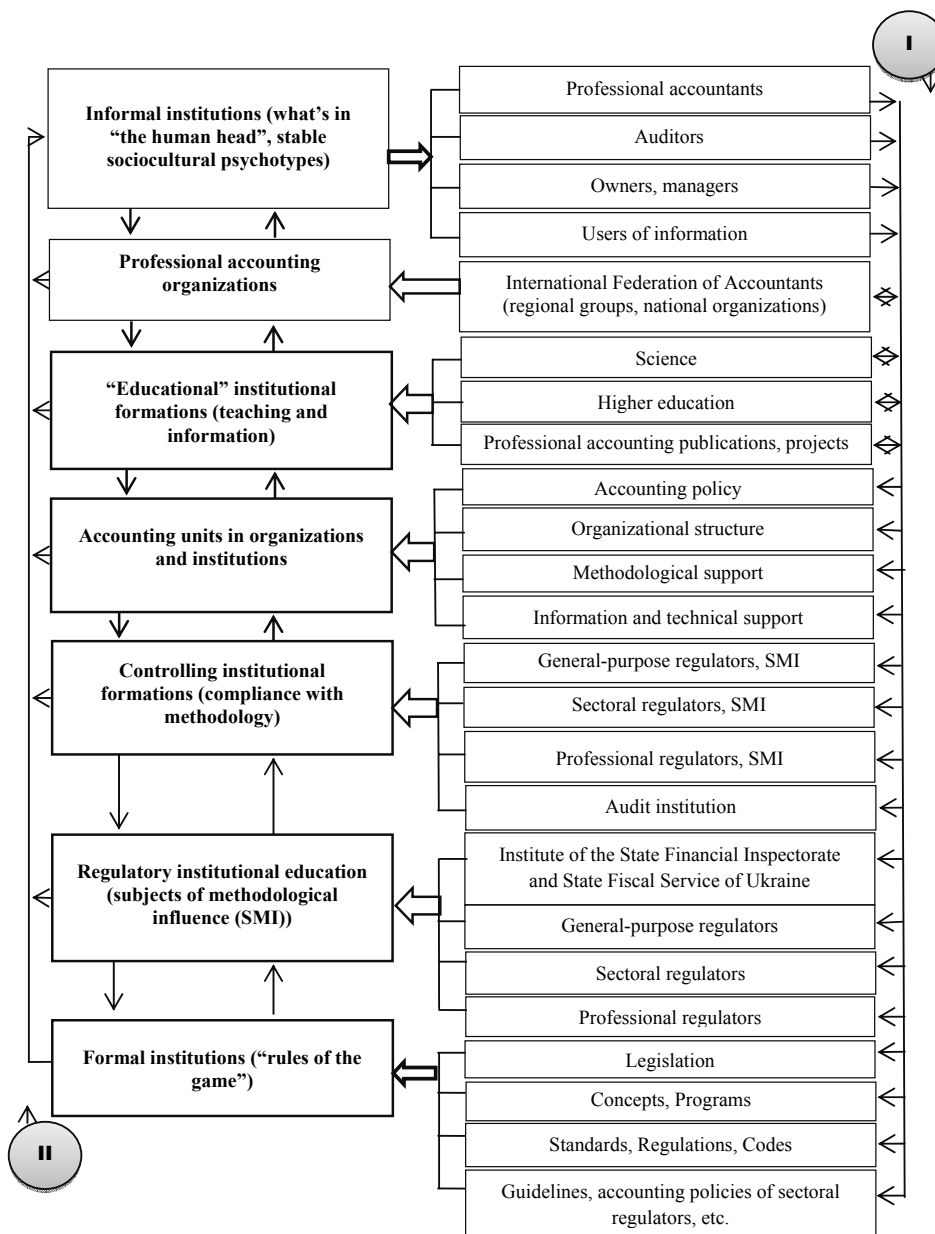 I
Informal institutions (what's in
“the human head”, stable
sociocultural psychotypes)
Professional accountants
Auditors
Owners, managers
Users of information
Professional accounting
organizations
International Federation of Accountants
(regional groups, national organizations)
“Educational” institutional
formations (teaching and
information)
Science
Higher education
Professional accounting publications, projects
Accounting units in organizations
and institutions
Accounting policy
Organizational structure
Methodological support
Information and technical support
Controlling institutional
formations (compliance with
methodology)
General-purpose regulators, SMI
Sectoral regulators, SMI
Professional regulators, SMI
Audit institution
Regulatory institutional education
(subjects of methodological
influence (SMI))
Institute of the State Financial Inspectorate
and State Fiscal Service of Ukraine
General-purpose regulators
Sectoral regulators
Professional regulators
Formal institutions (“rules of the
game”)
Legislation
Concepts, Programs
Standards, Regulations, Codes
Guidelines, accounting policies of sectoral
regulators, etc.
II